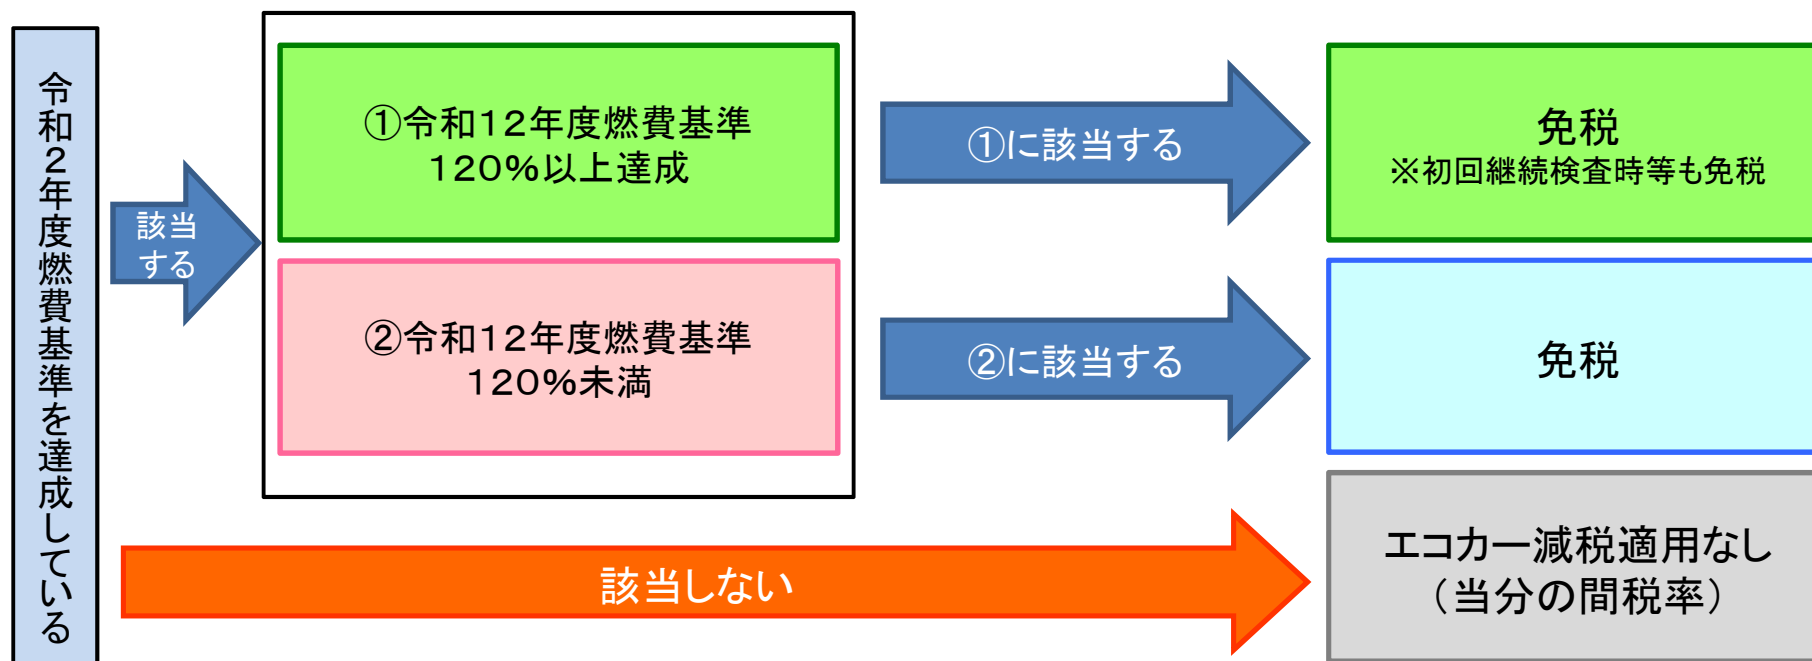 令和２年度燃費基準を達成している
該当
する
①令和１２年度燃費基準
１２０％以上達成
①に該当する
免税
※初回継続検査時等も免税
②令和１２年度燃費基準
１２０％未満
②に該当する
免税
該当しない
エコカー減税適用なし
（当分の間税率）